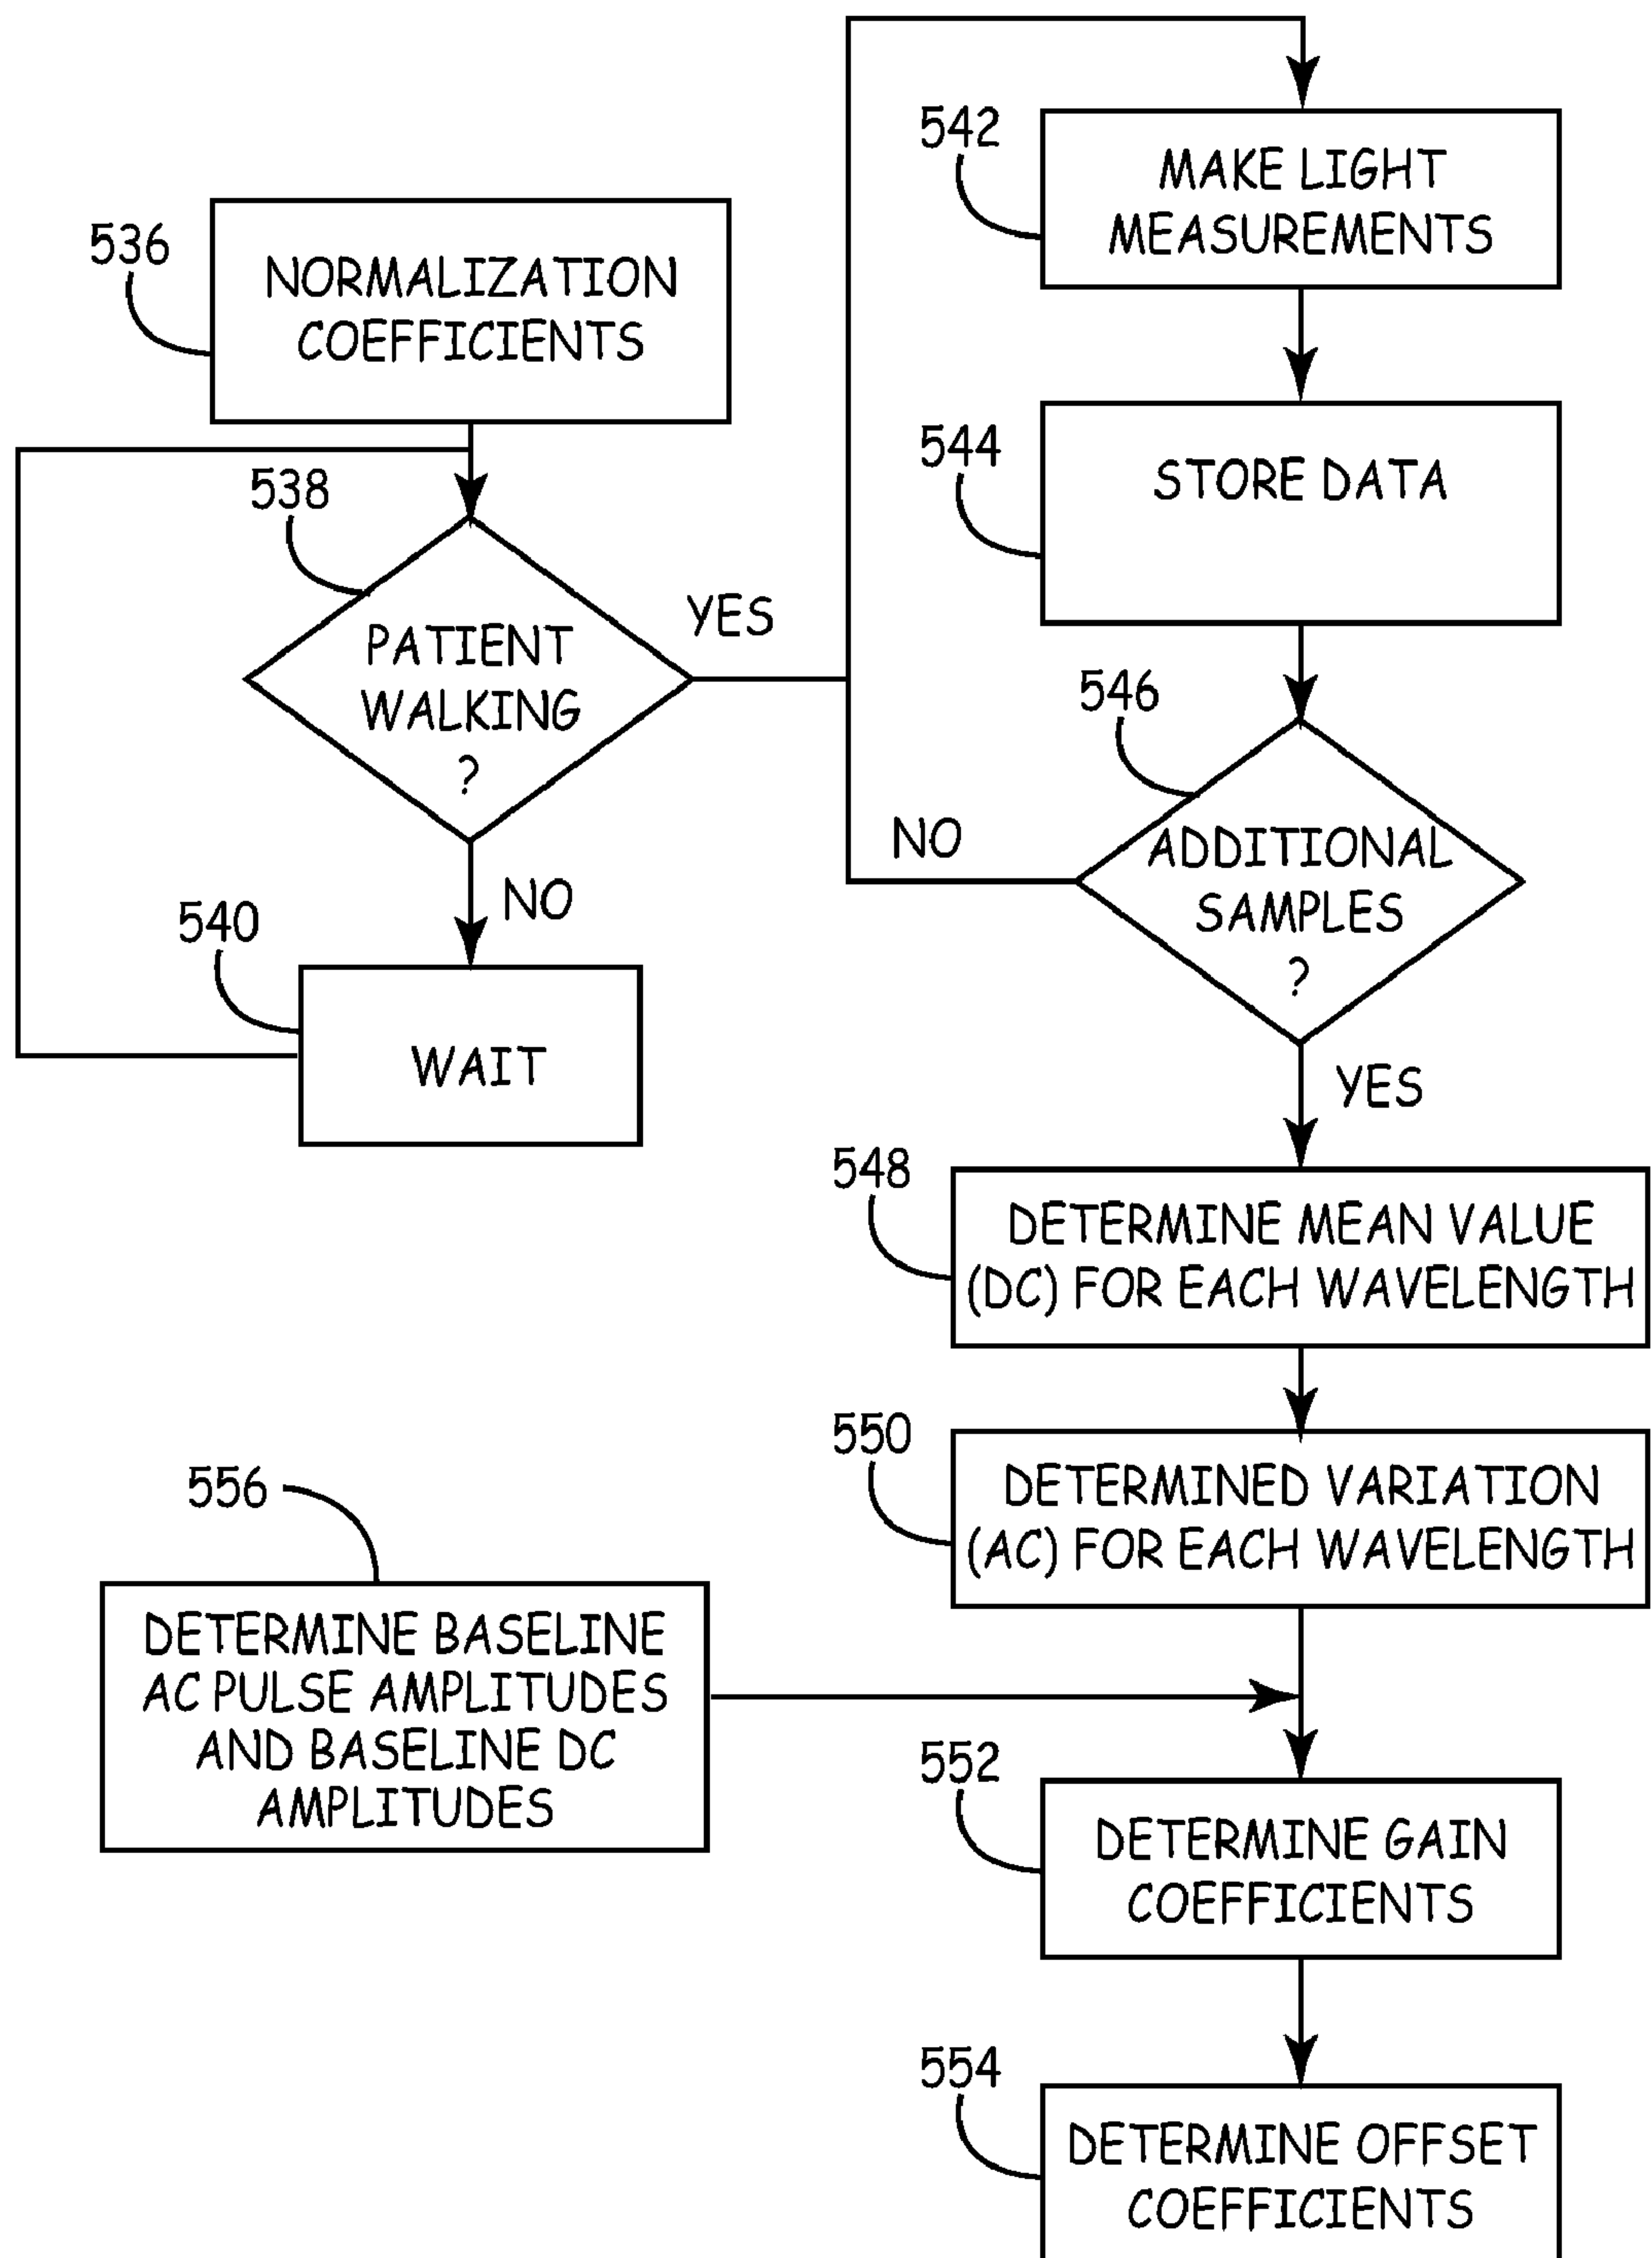 536
NORMALIZATION
COEFFICIENTS
538
PATIENT
WALKING
?
YES
NO
540
WAIT
542
MAKE LIGHT
MEASUREMENTS
544
STORE DATA
546
ADDITIONAL
SAMPLES
?
NO
YES
548
DETERMINE MEAN VALUE
(DC) FOR EACH WAVELENGTH
550
DETERMINED VARIATION
(AC) FOR EACH WAVELENGTH
556
DETERMINE BASELINE
AC PULSE AMPLITUDES
AND BASELINE DC
AMPLITUDES
552
DETERMINE GAIN
COEFFICIENTS
554
DETERMINE OFFSET
COEFFICIENTS